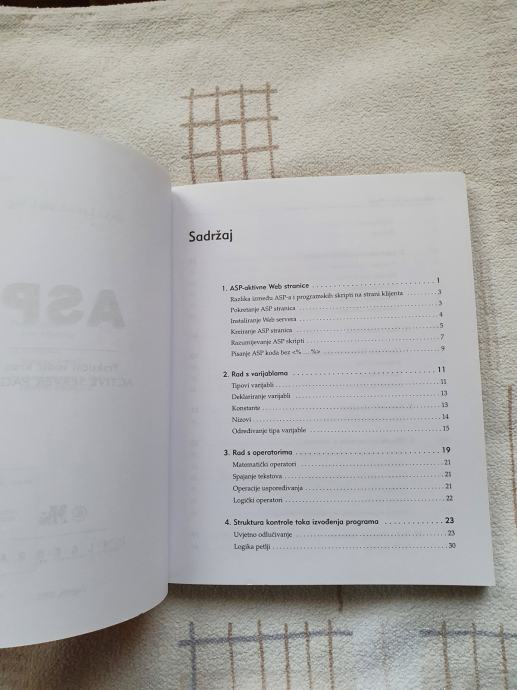 Sadržaj
1. ASP-aktivne Web stranice 1
Razlika između ASP-a i programskih skripti na strani klijenta 3
Pokretanje ASP stranica 3
Instaliranje Web servera 4
Kreiranje ASP stranica 5
Razumijevanje ASP skripti 7
Pisanje ASP koda bez <% ... %> 9
2. Rad s varijablama 11
Tipovi varijabli 11
Deklariranje varijabli 13
Konstante 13
Nizovi 14
Određivanje tipa varijable 15
3. Rad s operatorima 19
Matematički operatori 21
Spajanje tekstova 21
Operacije uspoređivanja 21
Logički operatori 22
4. Struktura kontrole toka izvođenja programa 23
Uvjetno odlučivanje 23
Logika petlji 30